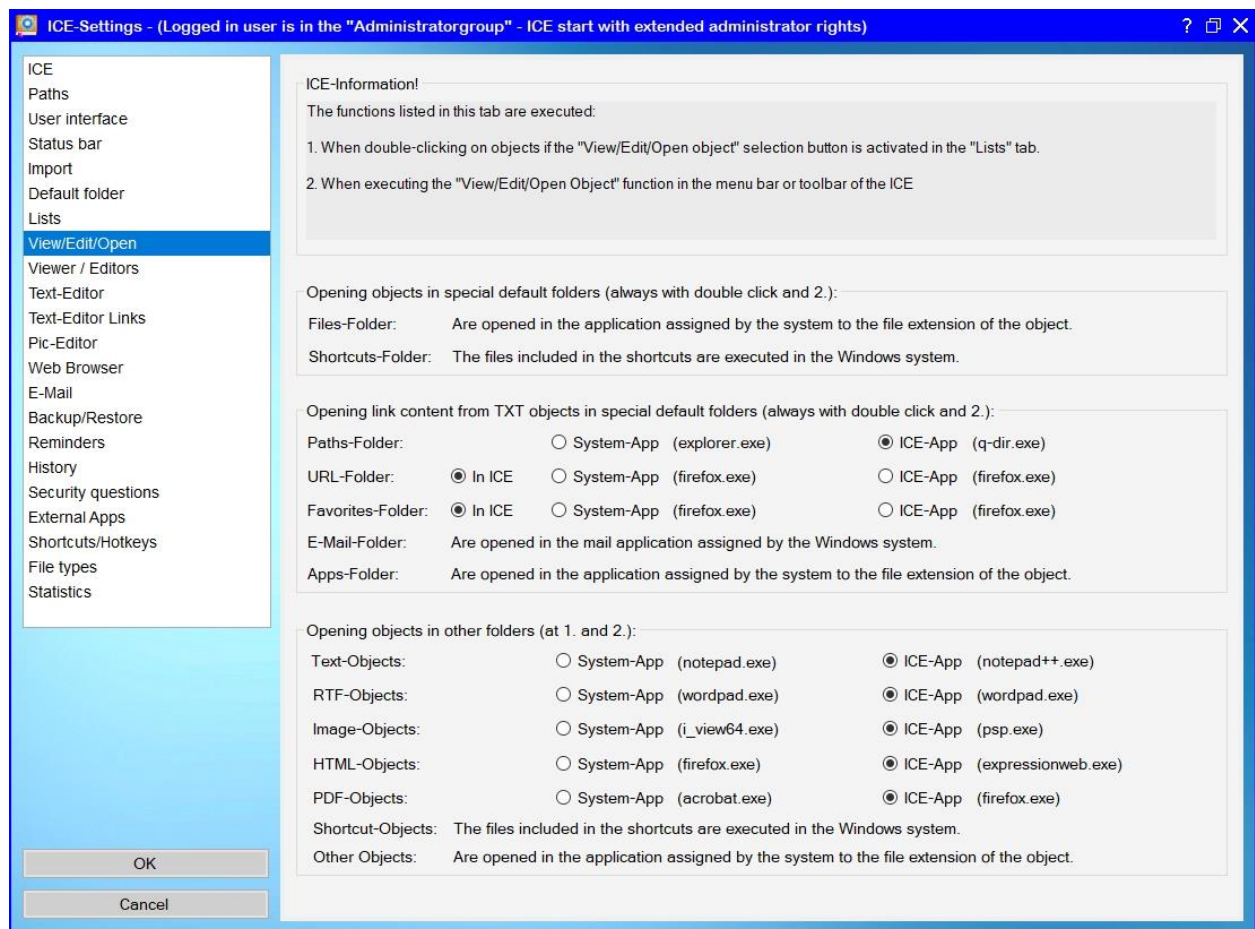 ICE-Settings - (Logged in user is in the "Administratorgroup" - ICE start with extended administrator rights)
ICE
Paths
User interface
Status bar
Import
Default folder
Lists
View/Edit/Open
Viewer / Editors
Text-Editor
Text-Editor Links
Pic-Editor
Web Browser
E-Mail
Backup/Restore
Reminders
History
Security questions
External Apps
Shortcuts/Hotkeys
File types
Statistics
OK
Cancel
ICE-Information!
The functions listed in this tab are executed:
1. When double-clicking on objects if the "View/Edit/Open object" selection button is activated in the "Lists" tab.
2. When executing the "View/Edit/Open Object" function in the menu bar or toolbar of the ICE
Opening objects in special default folders (always with double click and 2.):
Files-Folder: Are opened in the application assigned by the system to the file extension of the object.
Shortcuts-Folder: The files included in the shortcuts are executed in the Windows system.
Opening link content from TXT objects in special default folders (always with double click and 2.):
Paths-Folder: System-App (explorer.exe) ICE-App (q-dir.exe)
URL-Folder: In ICE System-App (firefox.exe) ICE-App (firefox.exe)
Favorites-Folder: In ICE System-App (firefox.exe) ICE-App (firefox.exe)
E-Mail-Folder: Are opened in the mail application assigned by the Windows system.
Apps-Folder: Are opened in the application assigned by the system to the file extension of the object.
Opening objects in other folders (at 1. and 2.):
Text-Objects: System-App (notepad.exe) ICE-App (notepad++.exe)
RTF-Objects: System-App (wordpad.exe) ICE-App (wordpad.exe)
Image-Objects: System-App (i_view64.exe) ICE-App (psp.exe)
HTML-Objects: System-App (firefox.exe) ICE-App (expressionweb.exe)
PDF-Objects: System-App (acrobat.exe) ICE-App (firefox.exe)
Shortcut-Objects: The files included in the shortcuts are executed in the Windows system.
Other Objects: Are opened in the application assigned by the system to the file extension of the object.